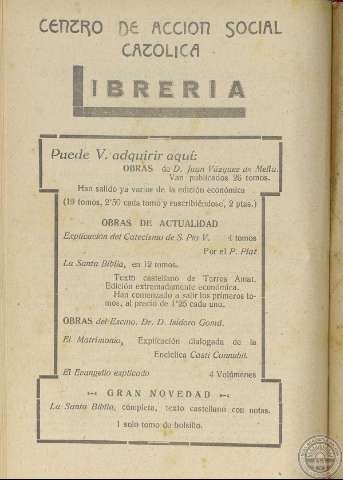 CENTRO DE ACCION SOCIAL
CATOLICA
LIBRERIA
Puede V. adquirir aquí:
OBRAS de D. Juan Vázquez de Mella.
Van publicados 26 tomos.
Han salido ya varios de la edición económica
(19 tomos, 2'50 cada tomo y suscribiéndose, 2 ptas.)
OBRAS DE ACTUALIDAD
Explicación del Catecismo de S. Pío V. 4 tomos
Por el P. Plat
La Santa Biblia, en 12 tomos.
Texto castellano de Torres Amat.
Edición extremadamente económica.
Han comenzado a salir los primeros to-
mos, al precio de 1'25 cada uno.
OBRAS del Excmo. Dr. D. Isidoro Gomá.
El Matrimonio, Explicación dialogada de la
Encíclica Casti Connubii.
El Evangelio explicado 4 Volúmenes
GRAN NOVEDAD
La Santa Biblia, completa, texto castellano con notas.
1 solo tomo de bolsillo.